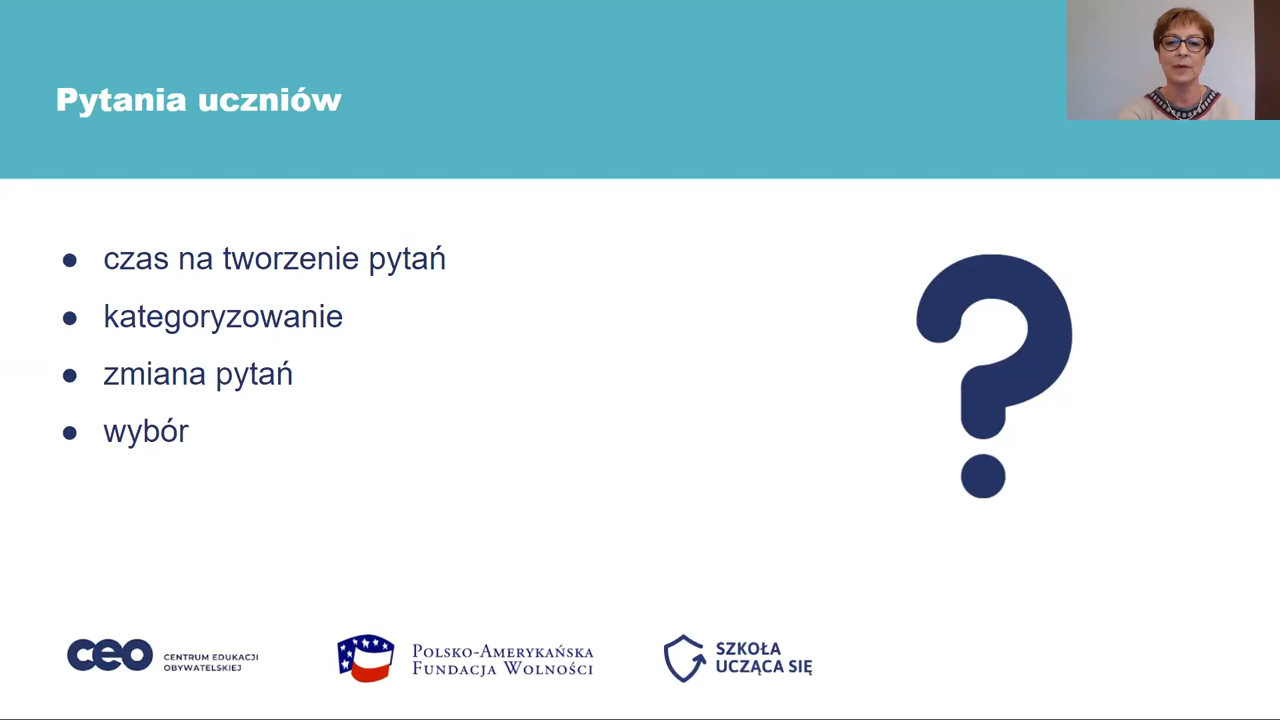 Pytania uczniów
● czas na tworzenie pytań
● kategoryzowanie
● zmiana pytań
● wybór
?
ceo CENTRUM EDUKACJI
OBYWATELSKIEJ
POLSKO-AMERYKAŃSKA
FUNDACJA WOLNOŚCI
SZKOŁA
UCZĄCA SIĘ